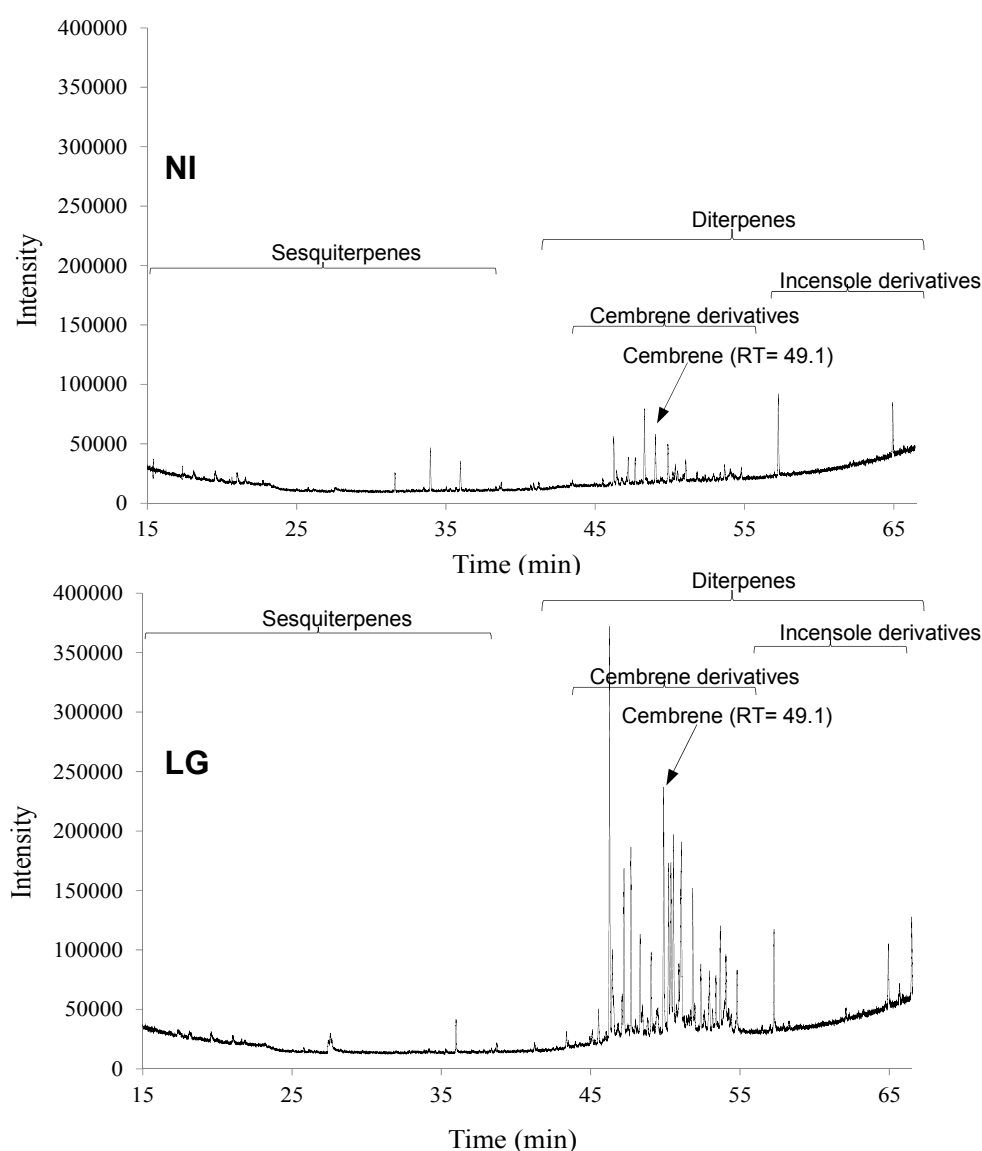 400000
350000
300000
NI
250000
Diterpenes
Sesquiterpenes
200000
Incensole derivatives
150000
Cembrene derivatives
Cembrene (RT= 49.1)
100000
50000
0
Intensity
15 25 35 45 55 65
Time (min)
400000
Diterpenes
Sesquiterpenes
Incensole derivatives
350000
Cembrene derivatives
300000
Cembrene (RT= 49.1)
LG
250000
200000
150000
100000
50000
0
Intensity
15 25 35 45 55 65
Time (min)